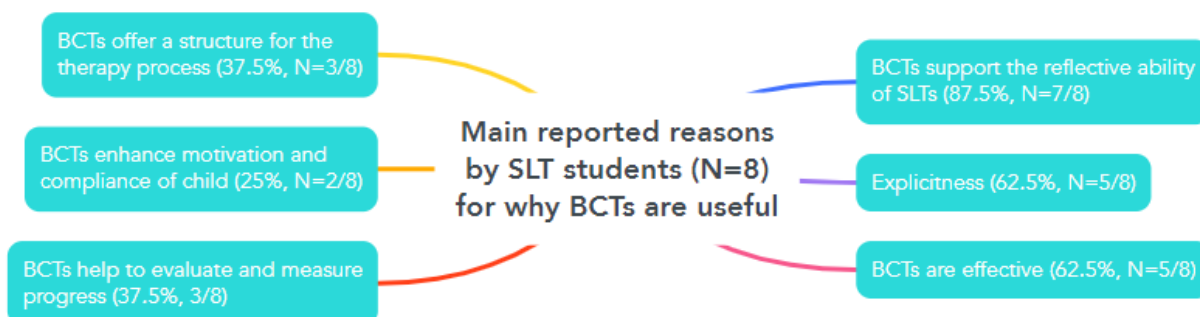 BCTs offer a structure for the
therapy process (37.5%, N=3/8)
BCTs enhance motivation and
compliance of child (25%, N=2/8)
BCTs help to evaluate and measure
progress (37.5%, 3/8)
Main reported reasons
by SLT students (N=8)
for why BCTs are useful
BCTs support the reflective ability
of SLTs (87.5%, N=7/8)
Explicitness (62.5%, N=5/8)
BCTs are effective (62.5%, N=5/8)